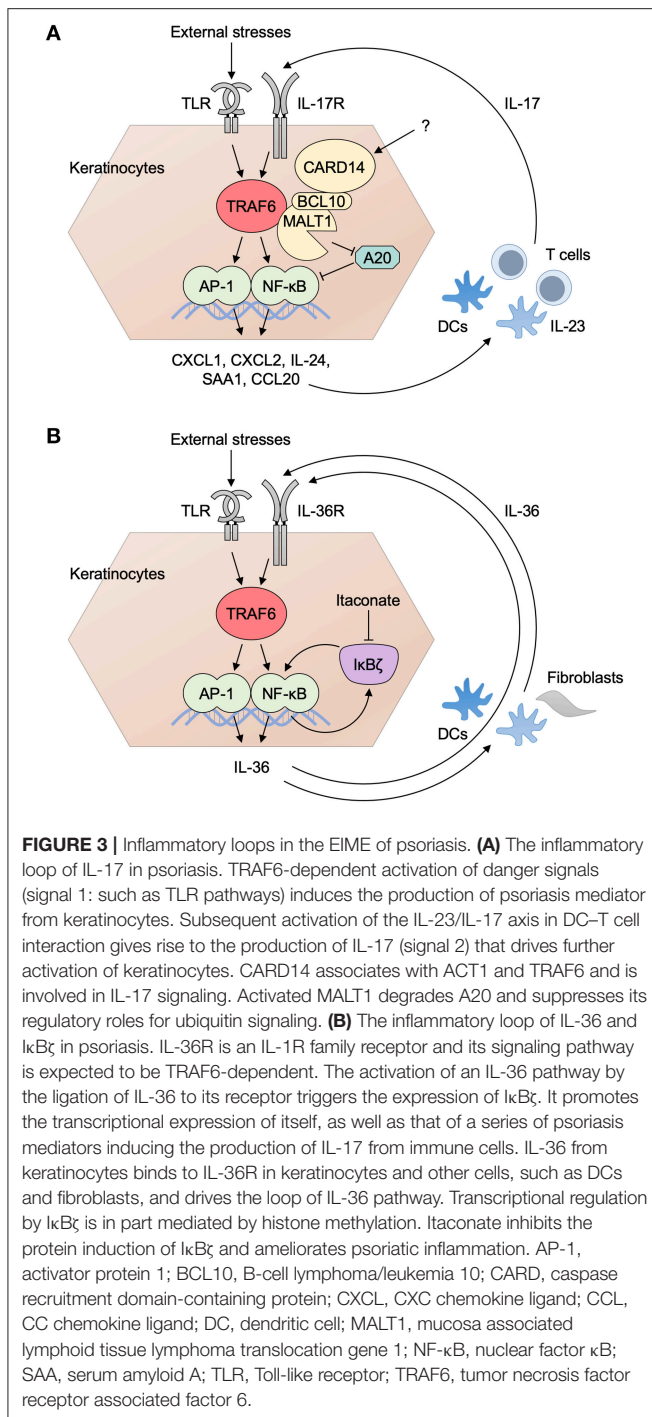 A
External stresses
TLR
IL-17R
IL-17
?
Keratinocytes
CARD14
BCL10
TRAF6
MALT1
A20
T cells
AP-1
NF-κB
DCs
IL-23
CXCL1, CXCL2, IL-24,
SAA1, CCL20
B
External stresses
TLR
IL-36R
IL-36
Keratinocytes
Itaconate
TRAF6
IκBζ
Fibroblasts
AP-1
NF-κB
DCs
IL-36
FIGURE 3 | Inflammatory loops in the EIME of psoriasis. (A) The inflammatory
loop of IL-17 in psoriasis. TRAF6-dependent activation of danger signals
(signal 1: such as TLR pathways) induces the production of psoriasis mediator
from keratinocytes. Subsequent activation of the IL-23/IL-17 axis in DC–T cell
interaction gives rise to the production of IL-17 (signal 2) that drives further
activation of keratinocytes. CARD14 associates with ACT1 and TRAF6 and is
involved in IL-17 signaling. Activated MALT1 degrades A20 and suppresses its
regulatory roles for ubiquitin signaling. (B) The inflammatory loop of IL-36 and
IκBζ in psoriasis. IL-36R is an IL-1R family receptor and its signaling pathway
is expected to be TRAF6-dependent. The activation of an IL-36 pathway by
the ligation of IL-36 to its receptor triggers the expression of IκBζ. It promotes
the transcriptional expression of itself, as well as that of a series of psoriasis
mediators inducing the production of IL-17 from immune cells. IL-36 from
keratinocytes binds to IL-36R in keratinocytes and other cells, such as DCs
and fibroblasts, and drives the loop of IL-36 pathway. Transcriptional regulation
by IκBζ is in part mediated by histone methylation. Itaconate inhibits the
protein induction of IκBζ and ameliorates psoriatic inflammation. AP-1,
activator protein 1; BCL10, B-cell lymphoma/leukemia 10; CARD, caspase
recruitment domain-containing protein; CXCL, CXC chemokine ligand; CCL,
CC chemokine ligand; DC, dendritic cell; MALT1, mucosa associated
lymphoid tissue lymphoma translocation gene 1; NF-κB, nuclear factor κB;
SAA, serum amyloid A; TLR, Toll-like receptor; TRAF6, tumor necrosis factor
receptor associated factor 6.